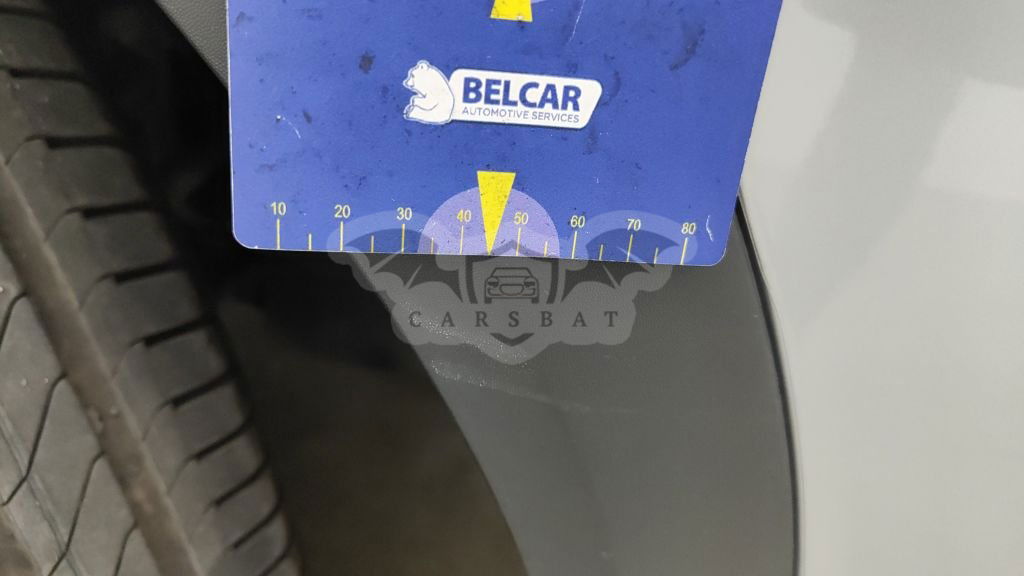 BELCAR
AUTOMOTIVE SERVICES
10 20 30 40 50 60 70 80
CARSBAT